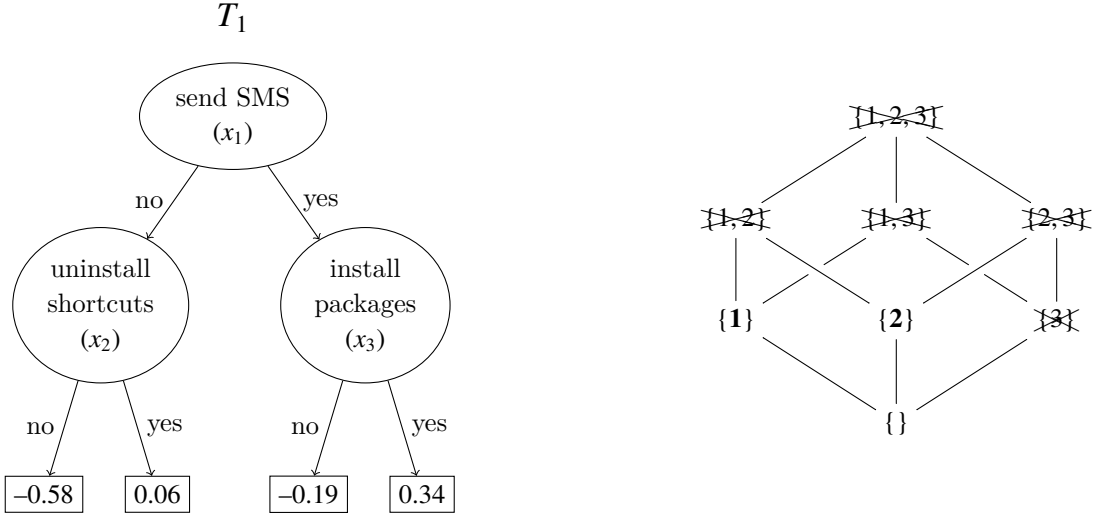 T1
send SMS
(x1)
no
yes
uninstall
shortcuts
(x2)
install
packages
(x3)
no
yes
no
yes
–0.58
0.06
–0.19
0.34
{1, 2, 3}
{1, 2}
{1, 3}
{2, 3}
{1}
{2}
{3}
{}